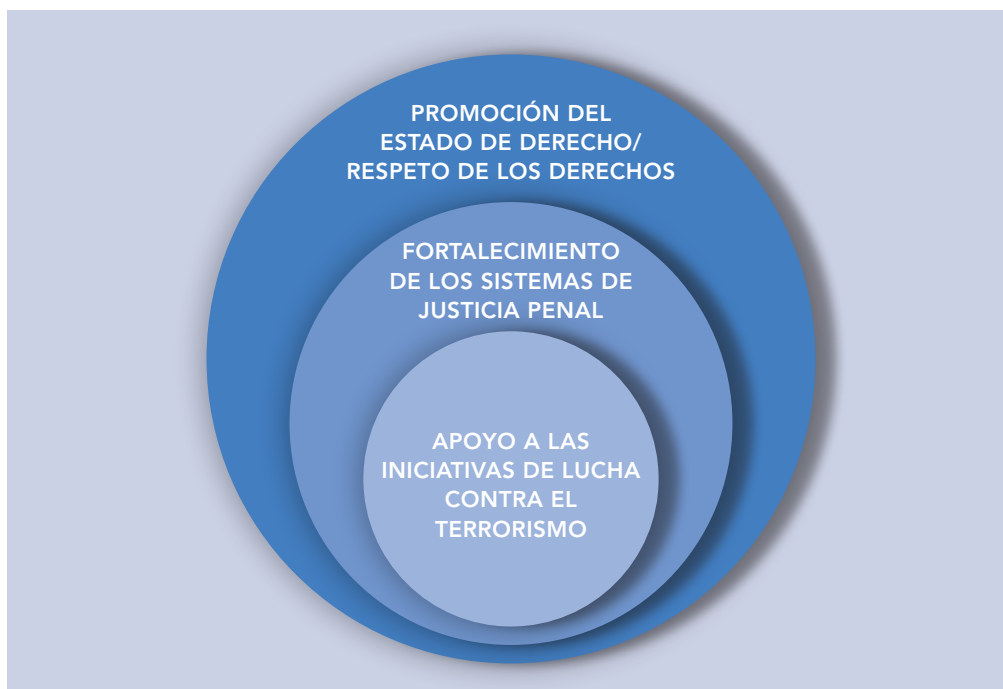 PROMOCIÓN DEL
ESTADO DE DERECHO/
RESPETO DE LOS DERECHOS
FORTALECIMIENTO
DE LOS SISTEMAS DE
JUSTICIA PENAL
APOYO A LAS
INICIATIVAS DE LUCHA
CONTRA EL
TERRORISMO